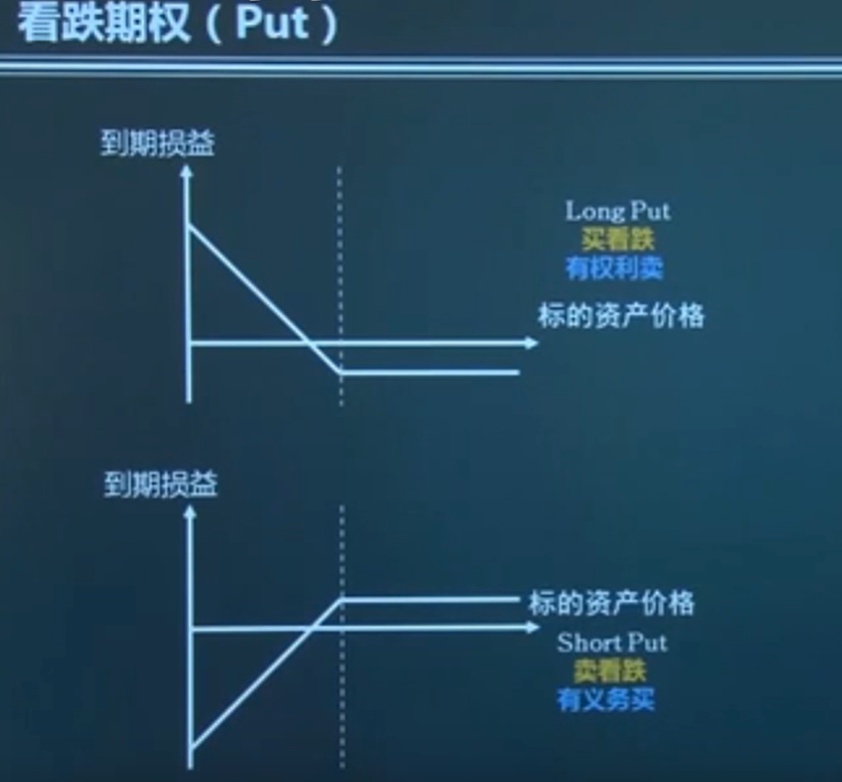 看跌期权（Put）
到期损益
Long Put
买看跌
有权利卖
标的资产价格
到期损益
标的资产价格
Short Put
卖看跌
有义务买